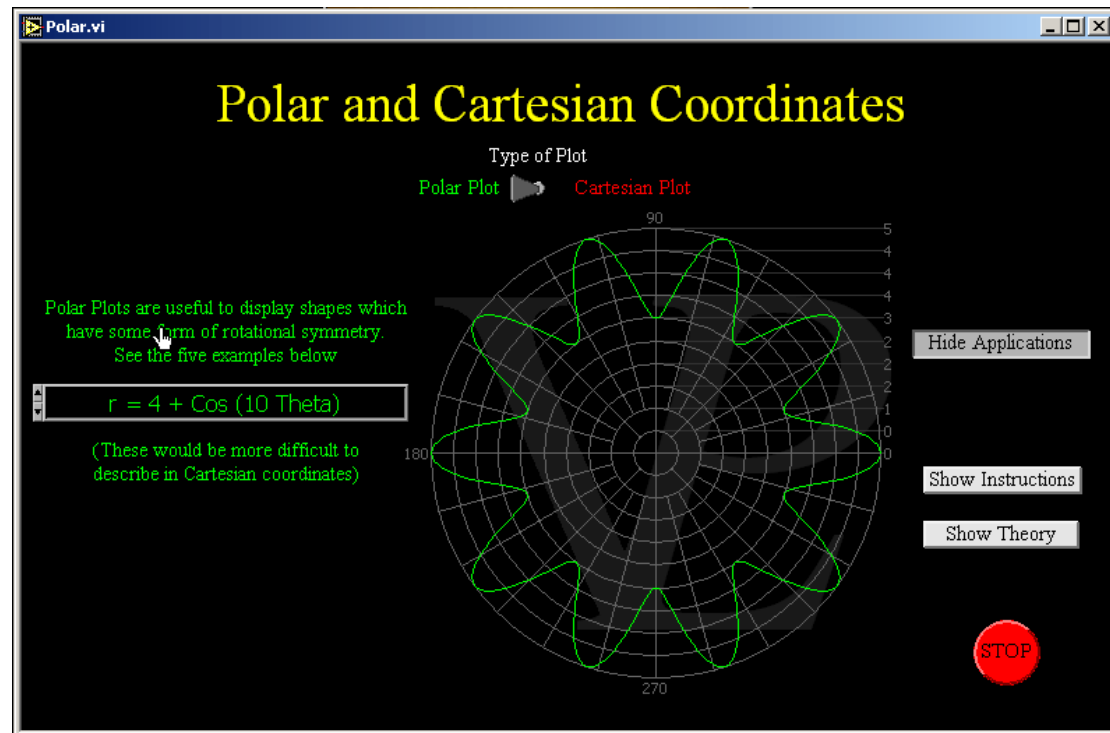 Polar.vi
Polar and Cartesian Coordinates
Type of Plot
Polar Plot
Cartesian Plot
90
5
4
4
4
3
2
2
1
0
0
180
270
Polar Plots are useful to display shapes which
have some form of rotational symmetry.
See the five examples below
r = 4 + Cos (10 Theta)
(These would be more difficult to
describe in Cartesian coordinates)
Hide Applications
Show Instructions
Show Theory
STOP